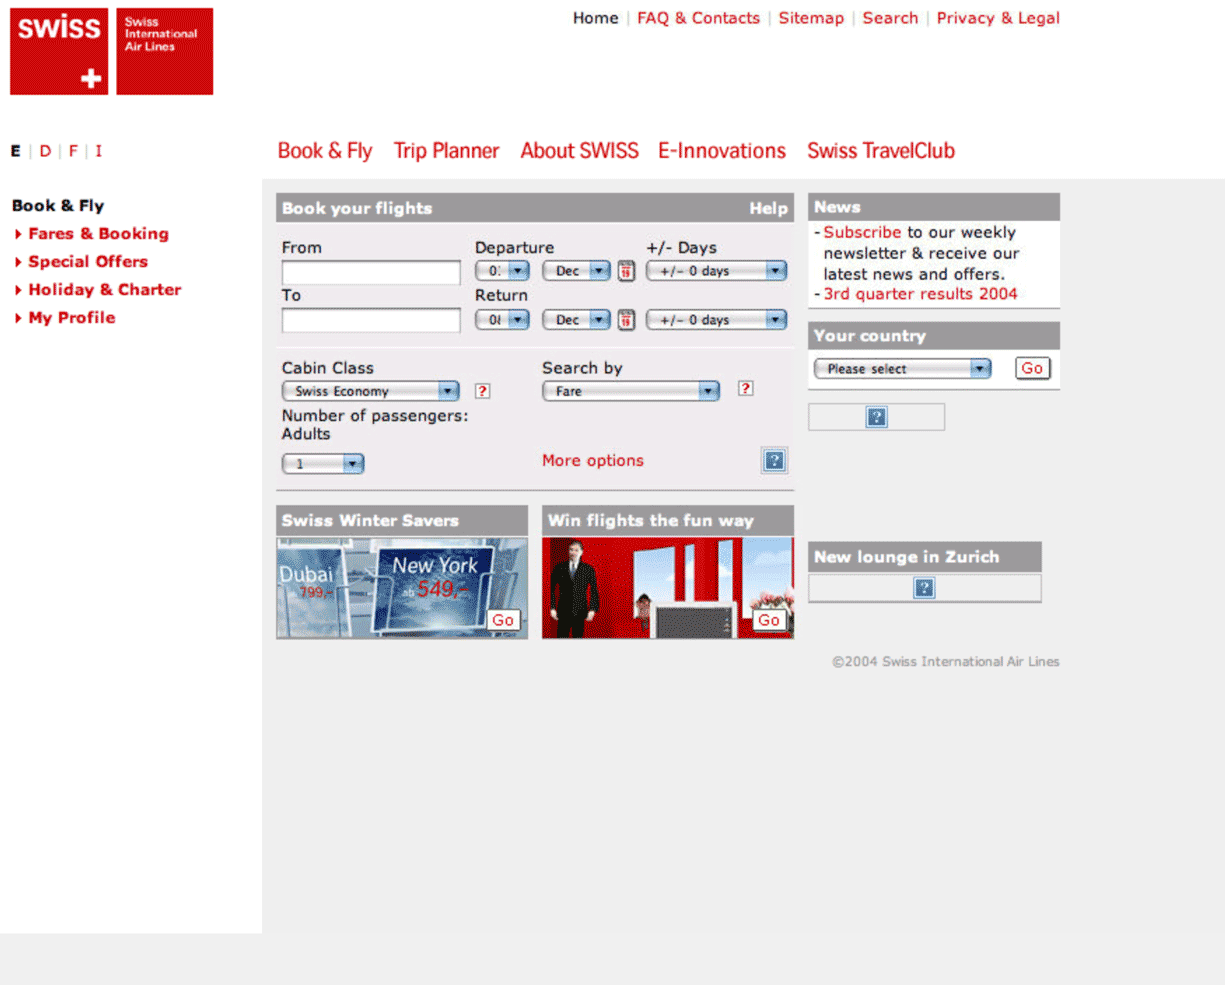 swiss
Swiss
International
Air Lines
Home | FAQ & Contacts | Sitemap | Search | Privacy & Legal
E | D | F | I
Book & Fly Trip Planner About SWISS E-Innovations Swiss TravelClub
Book & Fly
Fares & Booking
Special Offers
Holiday & Charter
My Profile
Book your flights Help
From Departure +/- Days
Dec +/- 0 days
To Return
Dec +/- 0 days
Cabin Class Search by
Swiss Economy ? Fare ?
Number of passengers:
Adults
1
More options ?
Swiss Winter Savers
Dubai
799,-
New York
ab 549,-
Go
Win flights the fun way
Go
News
- Subscribe to our weekly
newsletter & receive our
latest news and offers.
- 3rd quarter results 2004
Your country
Please select Go
?
New lounge in Zurich
?
©2004 Swiss International Air Lines